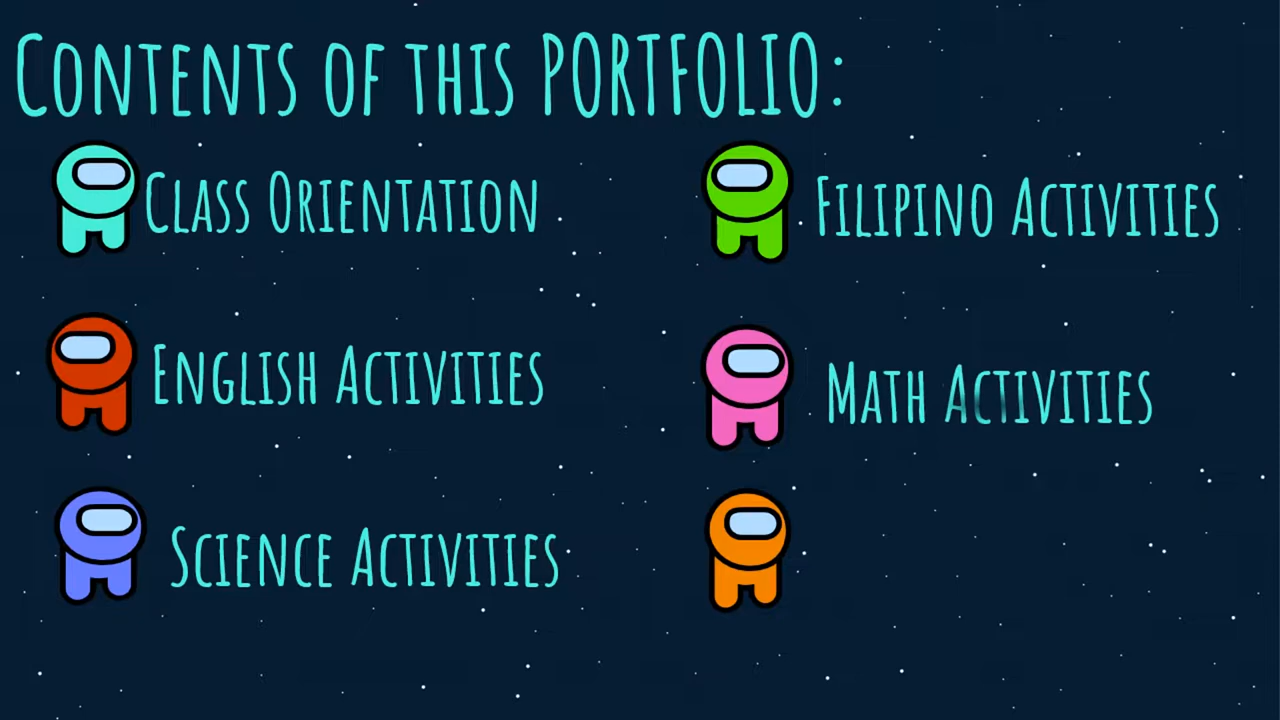 Contents of this PORTFOLIO:
Class Orientation
English Activities
Science Activities
Filipino Activities
Math Activities